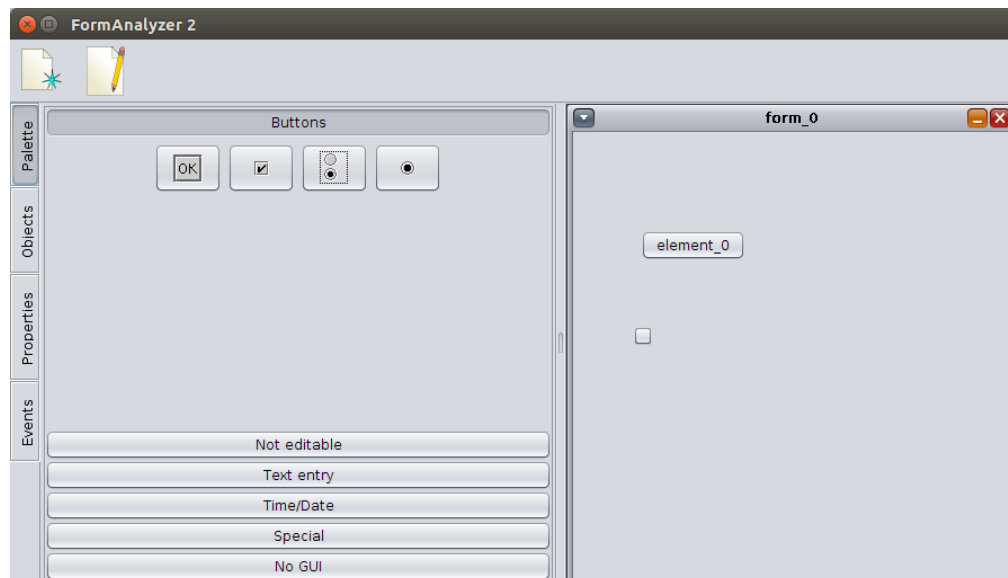 FormAnalyzer 2
Palette
Objects
Properties
Events
Buttons
OK
Not editable
Text entry
Time/Date
Special
No GUI
form_0
element_0